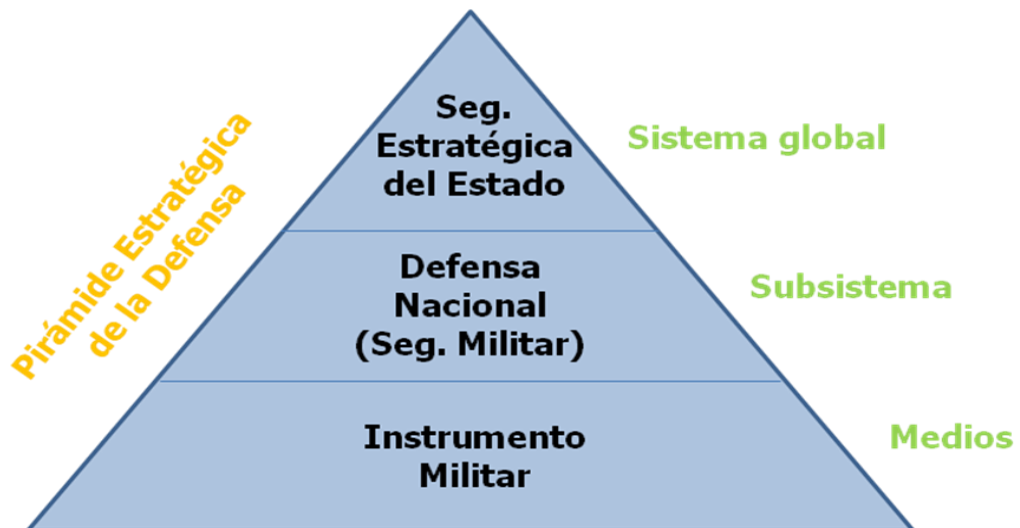 Pirámide Estratégica
de la Defensa
Seg.
Estratégica
del Estado
Sistema global
Defensa
Nacional
(Seg. Militar)
Subsistema
Instrumento
Militar
Medios